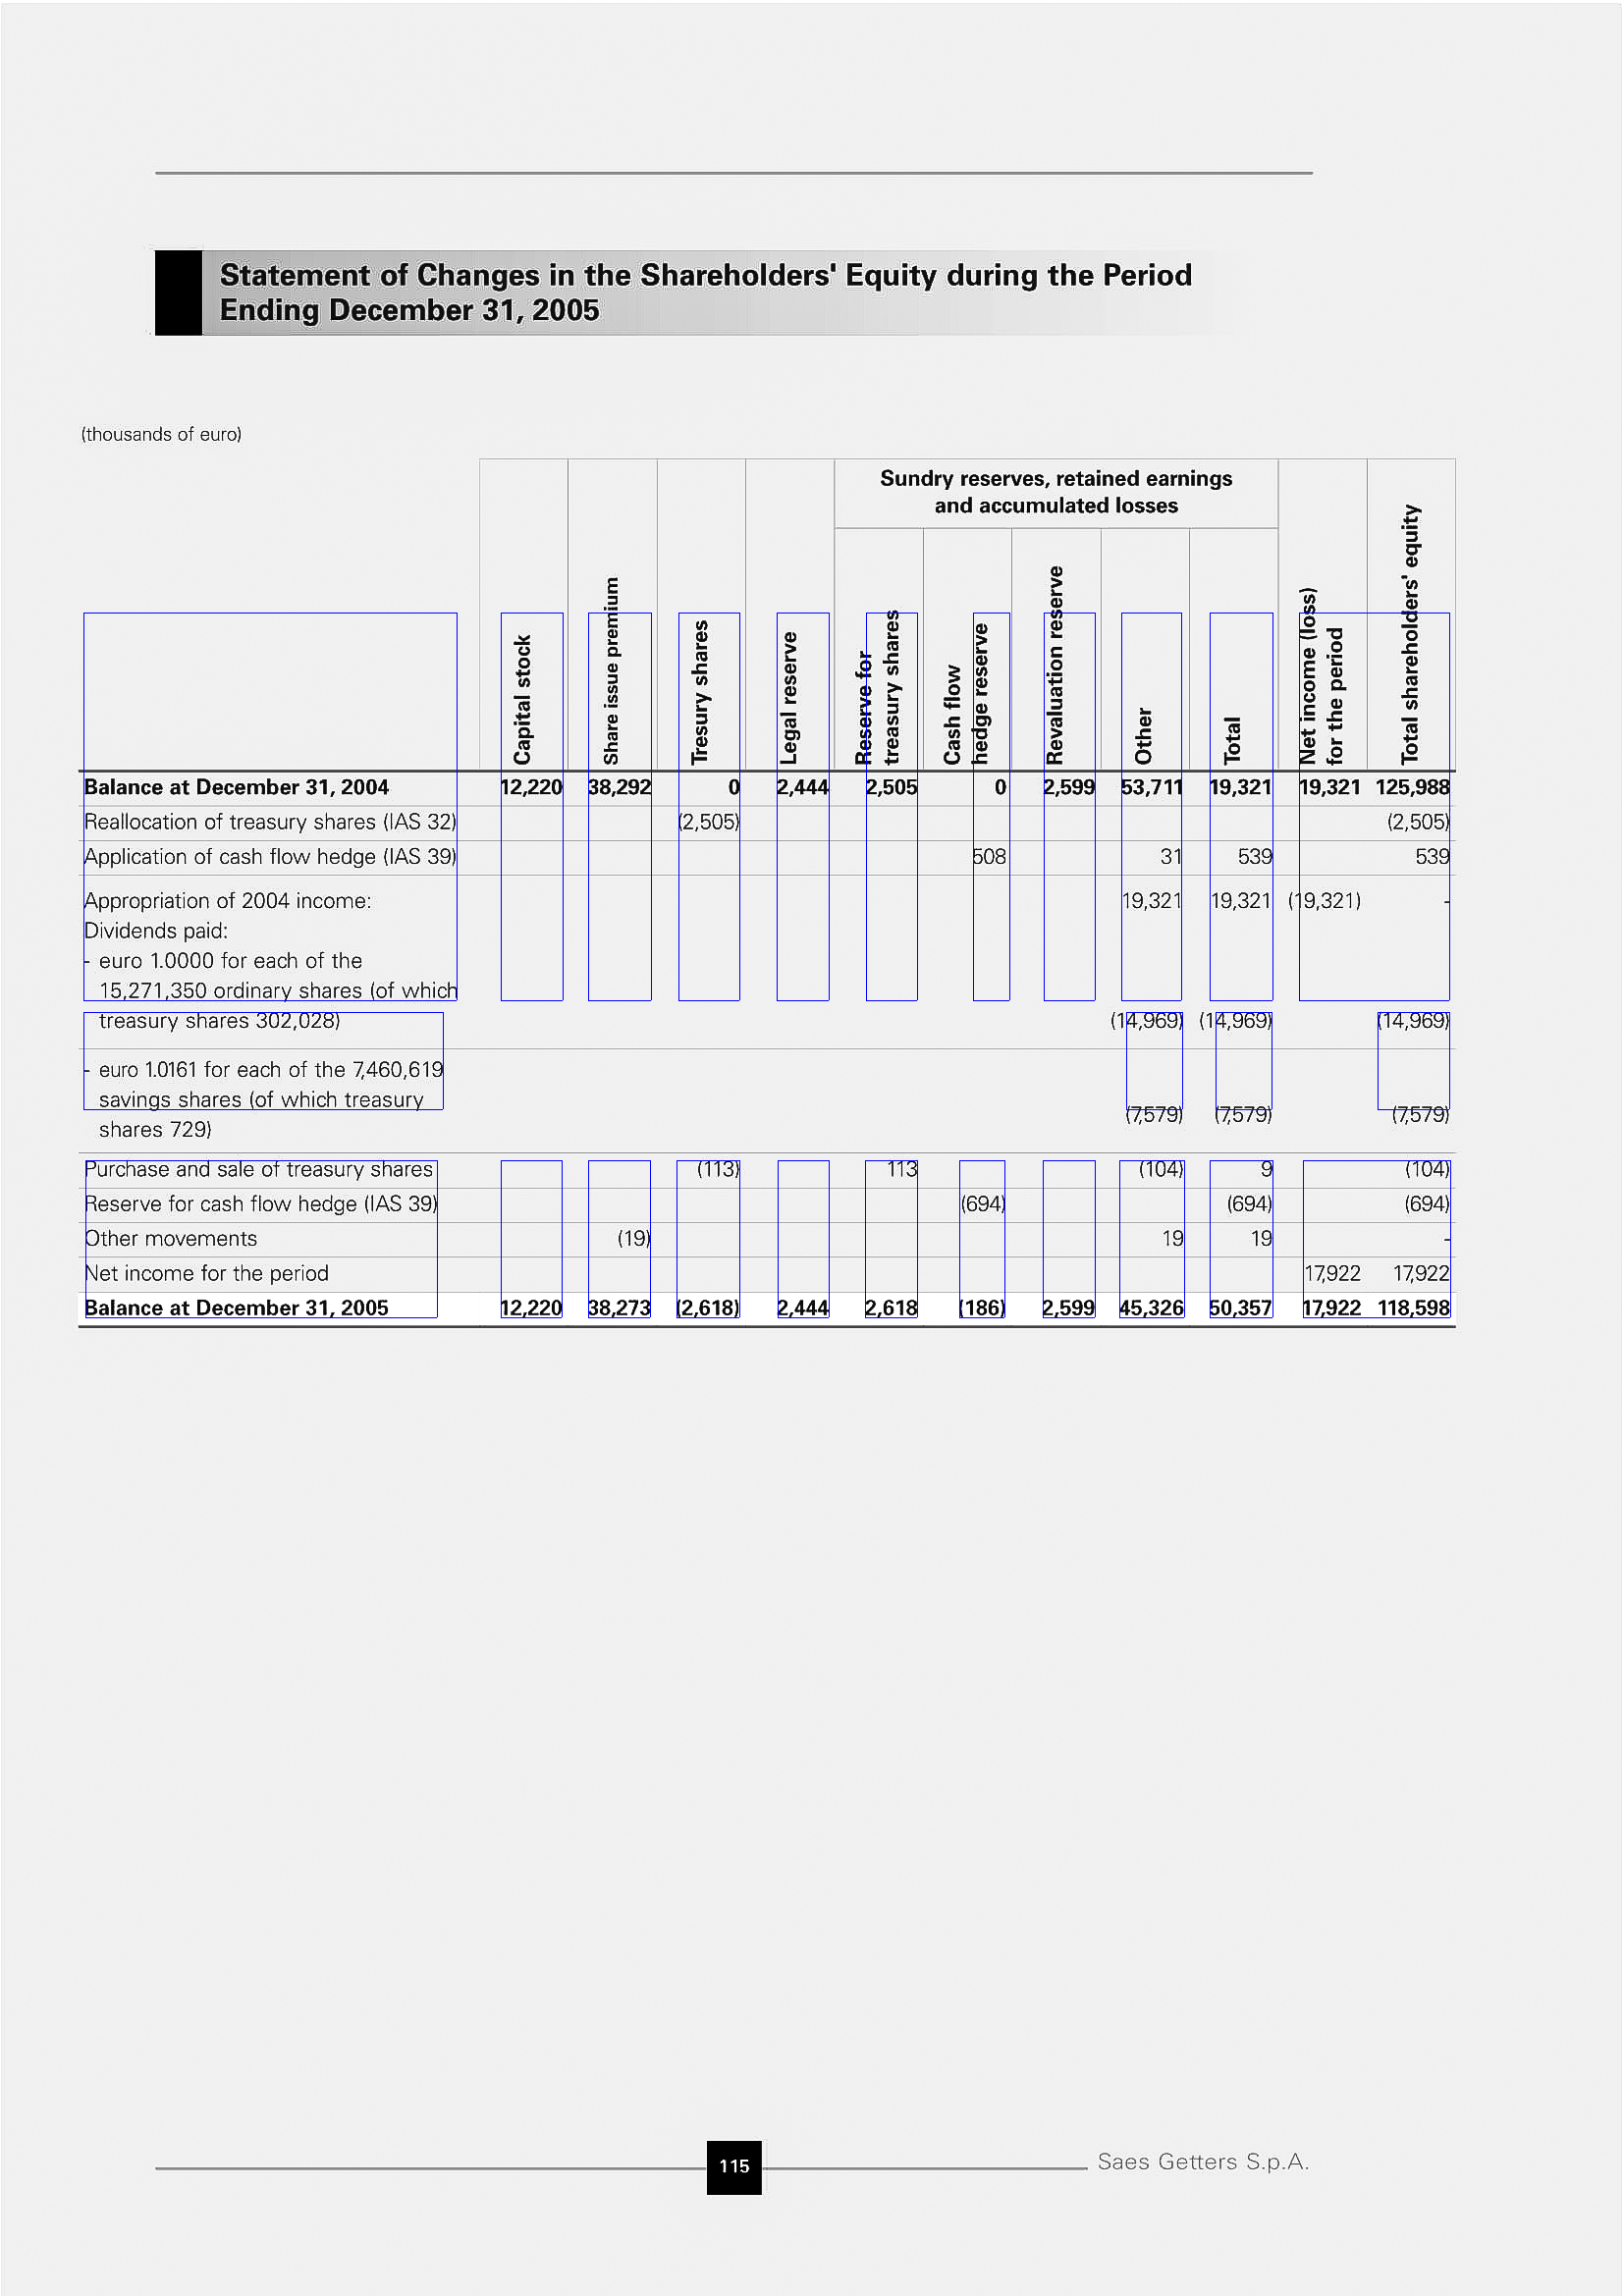 Statement of Changes in the Shareholders' Equity during the Period
Ending December 31, 2005
(thousands of euro)
Sundry reserves, retained earnings
and accumulated losses
Capital stock
Share issue premium
Tresury shares
Legal reserve
Reserve for
treasury shares
Cash flow
hedge reserve
Revaluation reserve
Other
Total
Net income (loss)
for the period
Total shareholders' equity
Balance at December 31, 2004 12,220 38,292 0 2,444 2,505 0 2,599 53,711 19,321 19,321 125,988
Reallocation of treasury shares (IAS 32) (2,505) (2,505)
Application of cash flow hedge (IAS 39) 508 31 539 539
Appropriation of 2004 income: 19,321 19,321 (19,321) -
Dividends paid:
- euro 1.0000 for each of the
15,271,350 ordinary shares (of which
treasury shares 302,028) (14,969) (14,969) (14,969)
- euro 1.0161 for each of the 7,460,619
savings shares (of which treasury
(7,579) (7,579) (7,579)
shares 729)
Purchase and sale of treasury shares (113) 113 (104) 9 (104)
Reserve for cash flow hedge (IAS 39) (694) (694) (694)
Other movements (19) 19 19 -
Net income for the period 17,922 17,922
Balance at December 31, 2005 12,220 38,273 (2,618) 2,444 2,618 (186) 2,599 45,326 50,357 17,922 118,598
115
Saes Getters S.p.A.